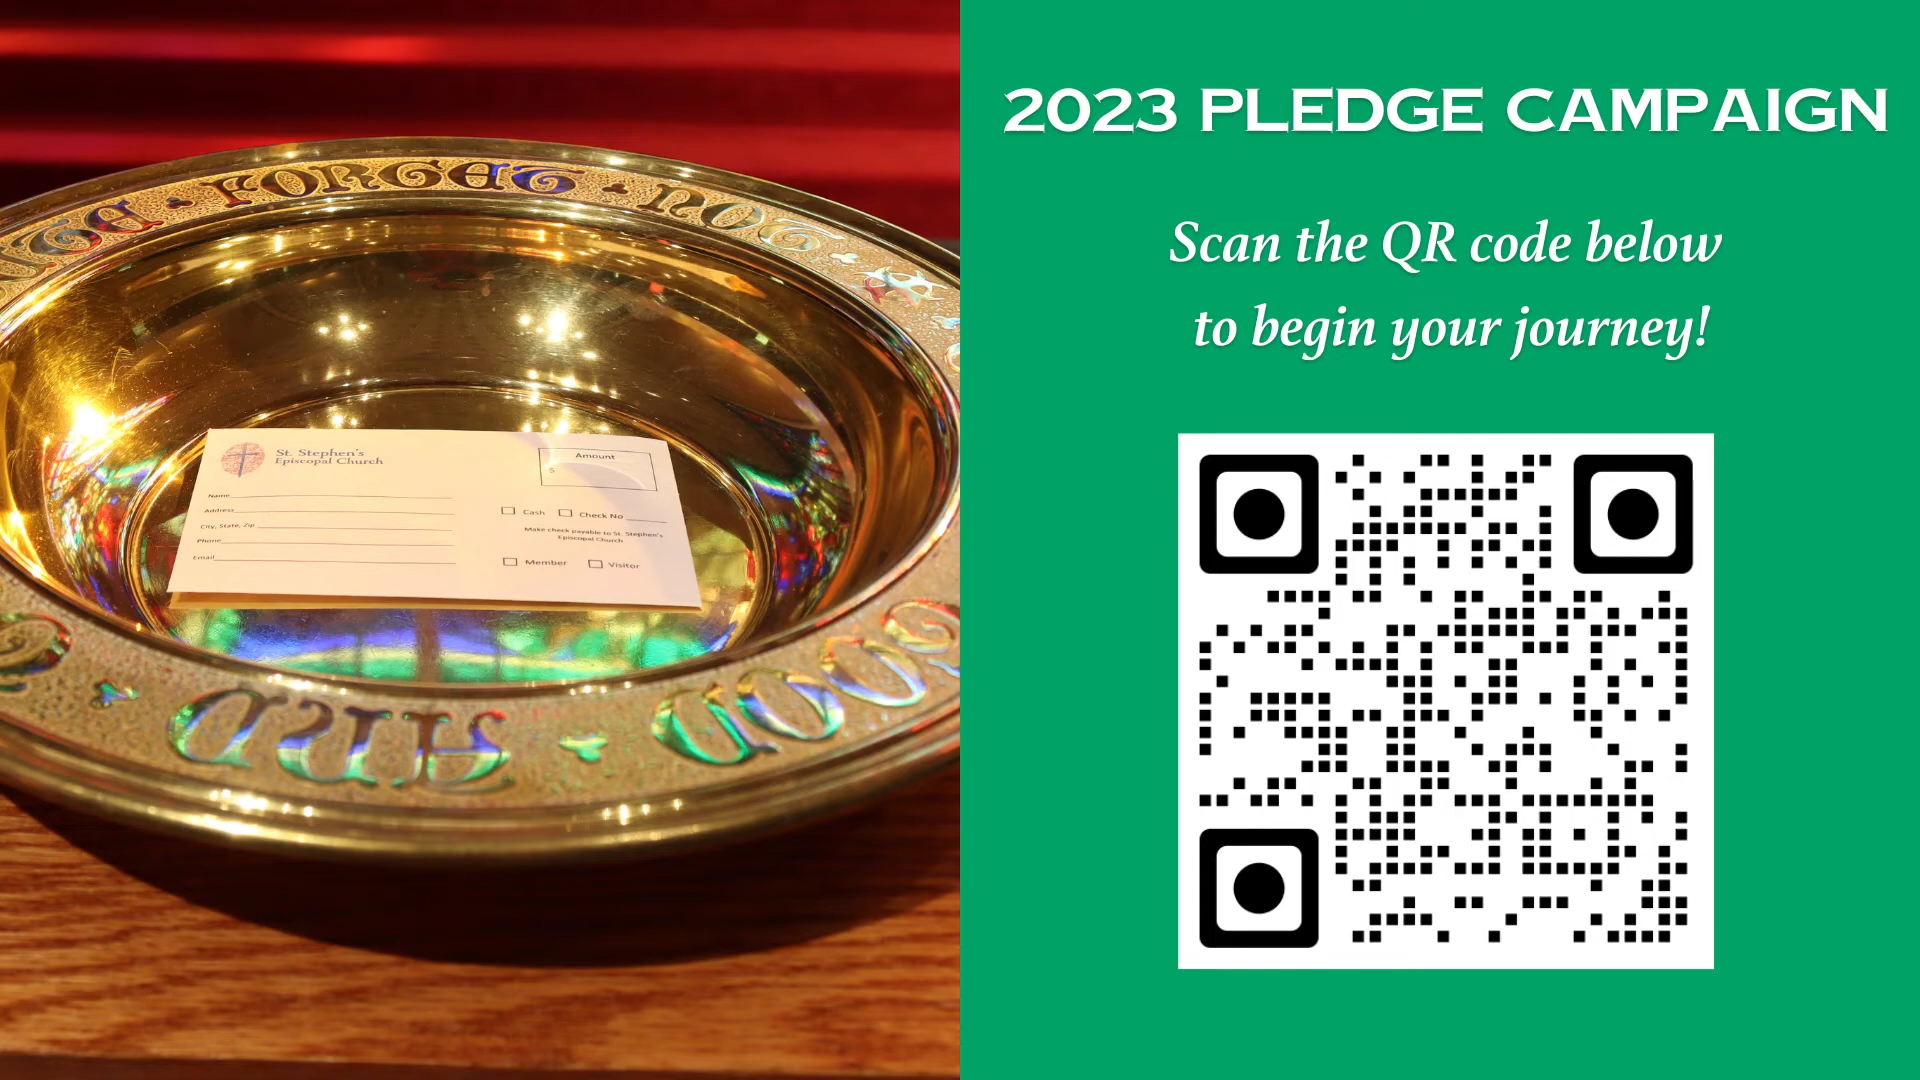 FORGET NOT
DO GOOD AND
St. Stephen's
Episcopal Church
Amount
$
Name
Address
City, State, Zip
Phone
Email
Cash
Check No
Make check payable to St. Stephen's
Episcopal Church
Member
Visitor
2023 PLEDGE CAMPAIGN
Scan the QR code below
to begin your journey!